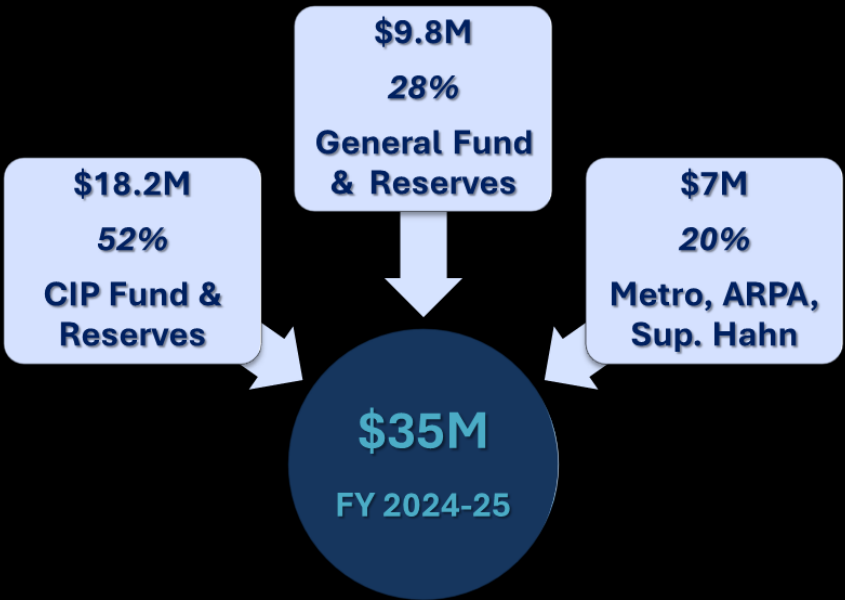 $9.8M
28%
General Fund
& Reserves
$18.2M
52%
CIP Fund &
Reserves
$7M
20%
Metro, ARPA,
Sup. Hahn
$35M
FY 2024-25